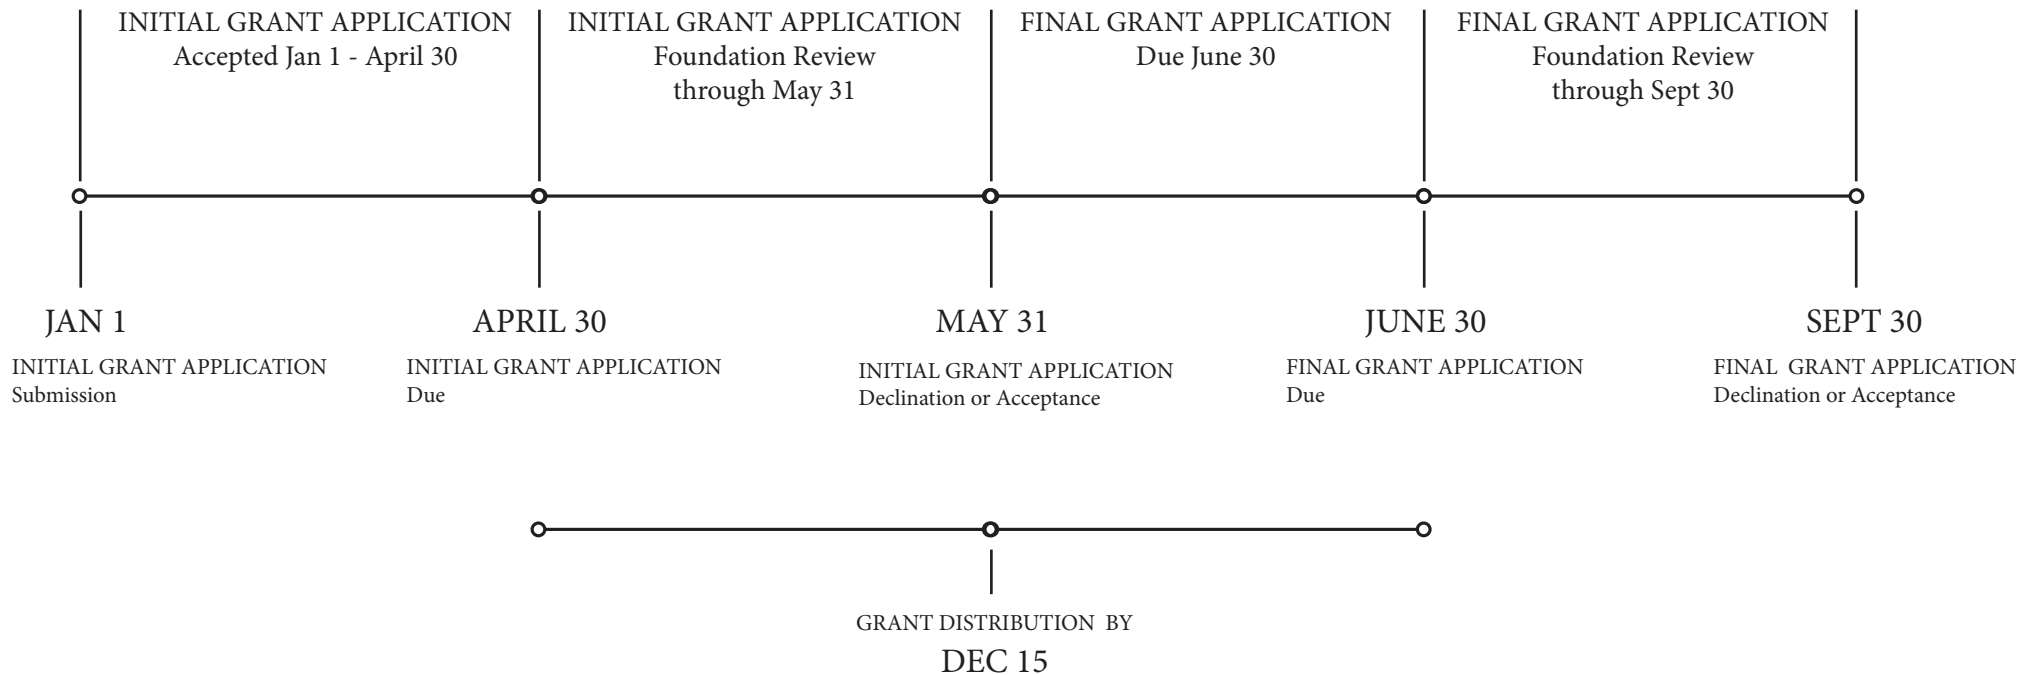 INITIAL GRANT APPLICATION
Accepted Jan 1 - April 30
INITIAL GRANT APPLICATION
Foundation Review
through May 31
FINAL GRANT APPLICATION
Due June 30
FINAL GRANT APPLICATION
Foundation Review
through Sept 30
JAN 1
INITIAL GRANT APPLICATION
Submission
APRIL 30
INITIAL GRANT APPLICATION
Due
MAY 31
INITIAL GRANT APPLICATION
Declination or Acceptance
JUNE 30
FINAL GRANT APPLICATION
Due
SEPT 30
FINAL GRANT APPLICATION
Declination or Acceptance
GRANT DISTRIBUTION BY
DEC 15